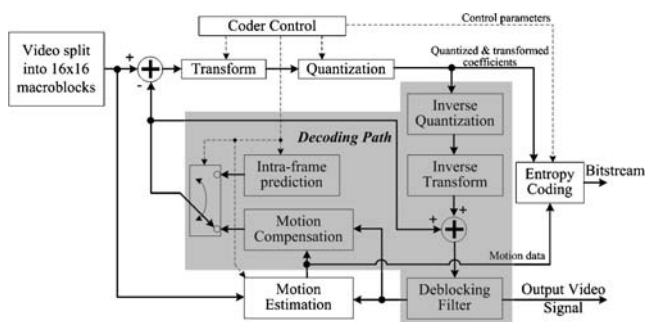 Coder Control
Control parameters
Video split
into 16x16
macroblocks
+
-
Transform
Quantization
Quantized & transformed
coefficients
Inverse
Quantization
Decoding Path
Intra-frame
prediction
Inverse
Transform
Entropy
Coding
Bitstream
+
+
Motion
Compensation
Motion data
Motion
Estimation
Deblocking
Filter
Output Video
Signal